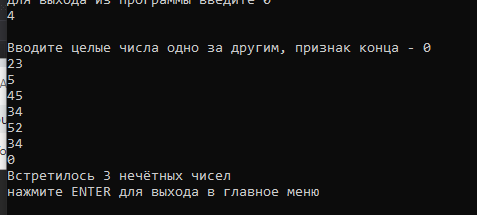 для выхода из программы введите 0
4
Вводите целые числа одно за другим, признак конца - 0
23
5
45
34
52
34
0
Встретилось 3 нечётных чисел
нажмите ENTER для выхода в главное меню